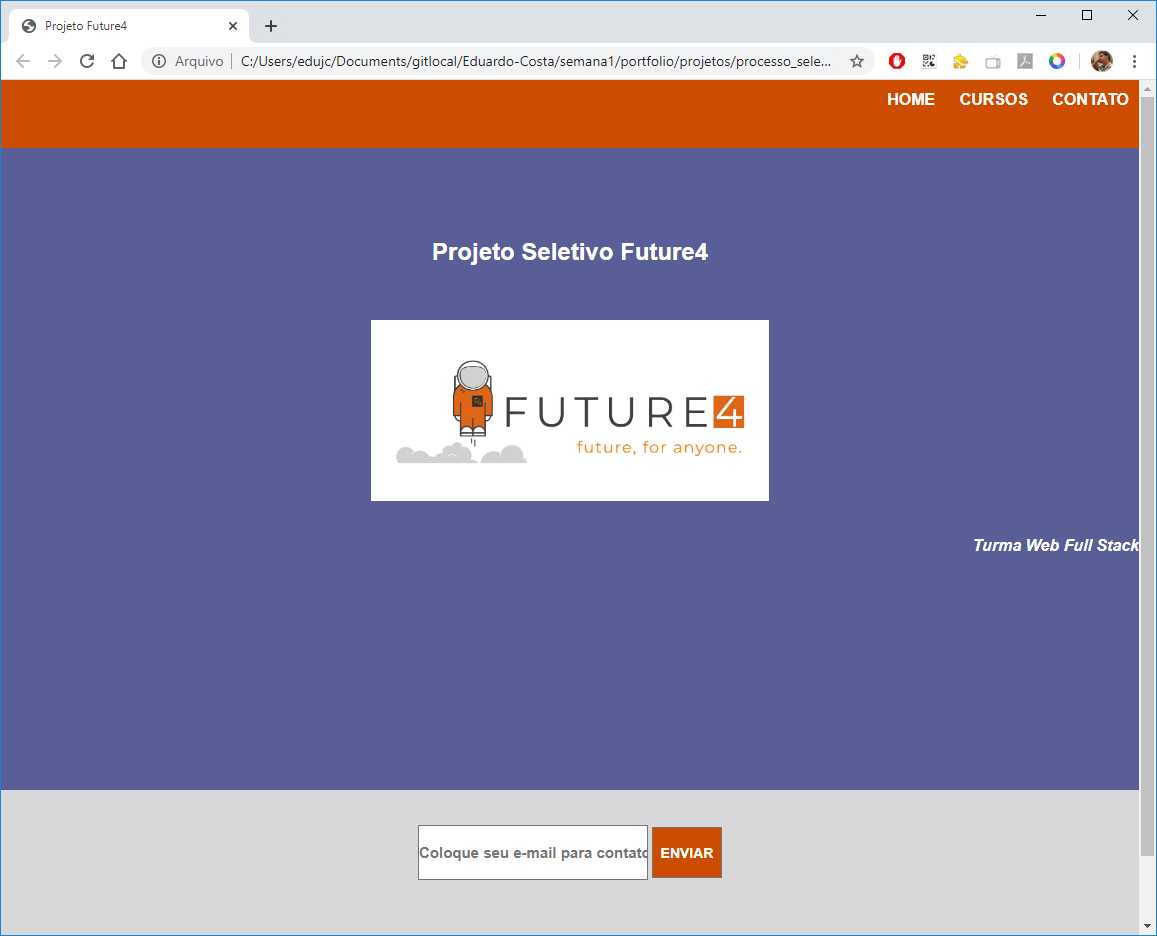 Projeto Future4
Arquivo | C:/Users/edujc/Documents/gitlocal/Eduardo-Costa/semana1/portfolio/projetos/processo_sele...
HOME CURSOS CONTATO
Projeto Seletivo Future4
FUTURE4
future, for anyone.
Turma Web Full Stack
Coloque seu e-mail para contato
ENVIAR